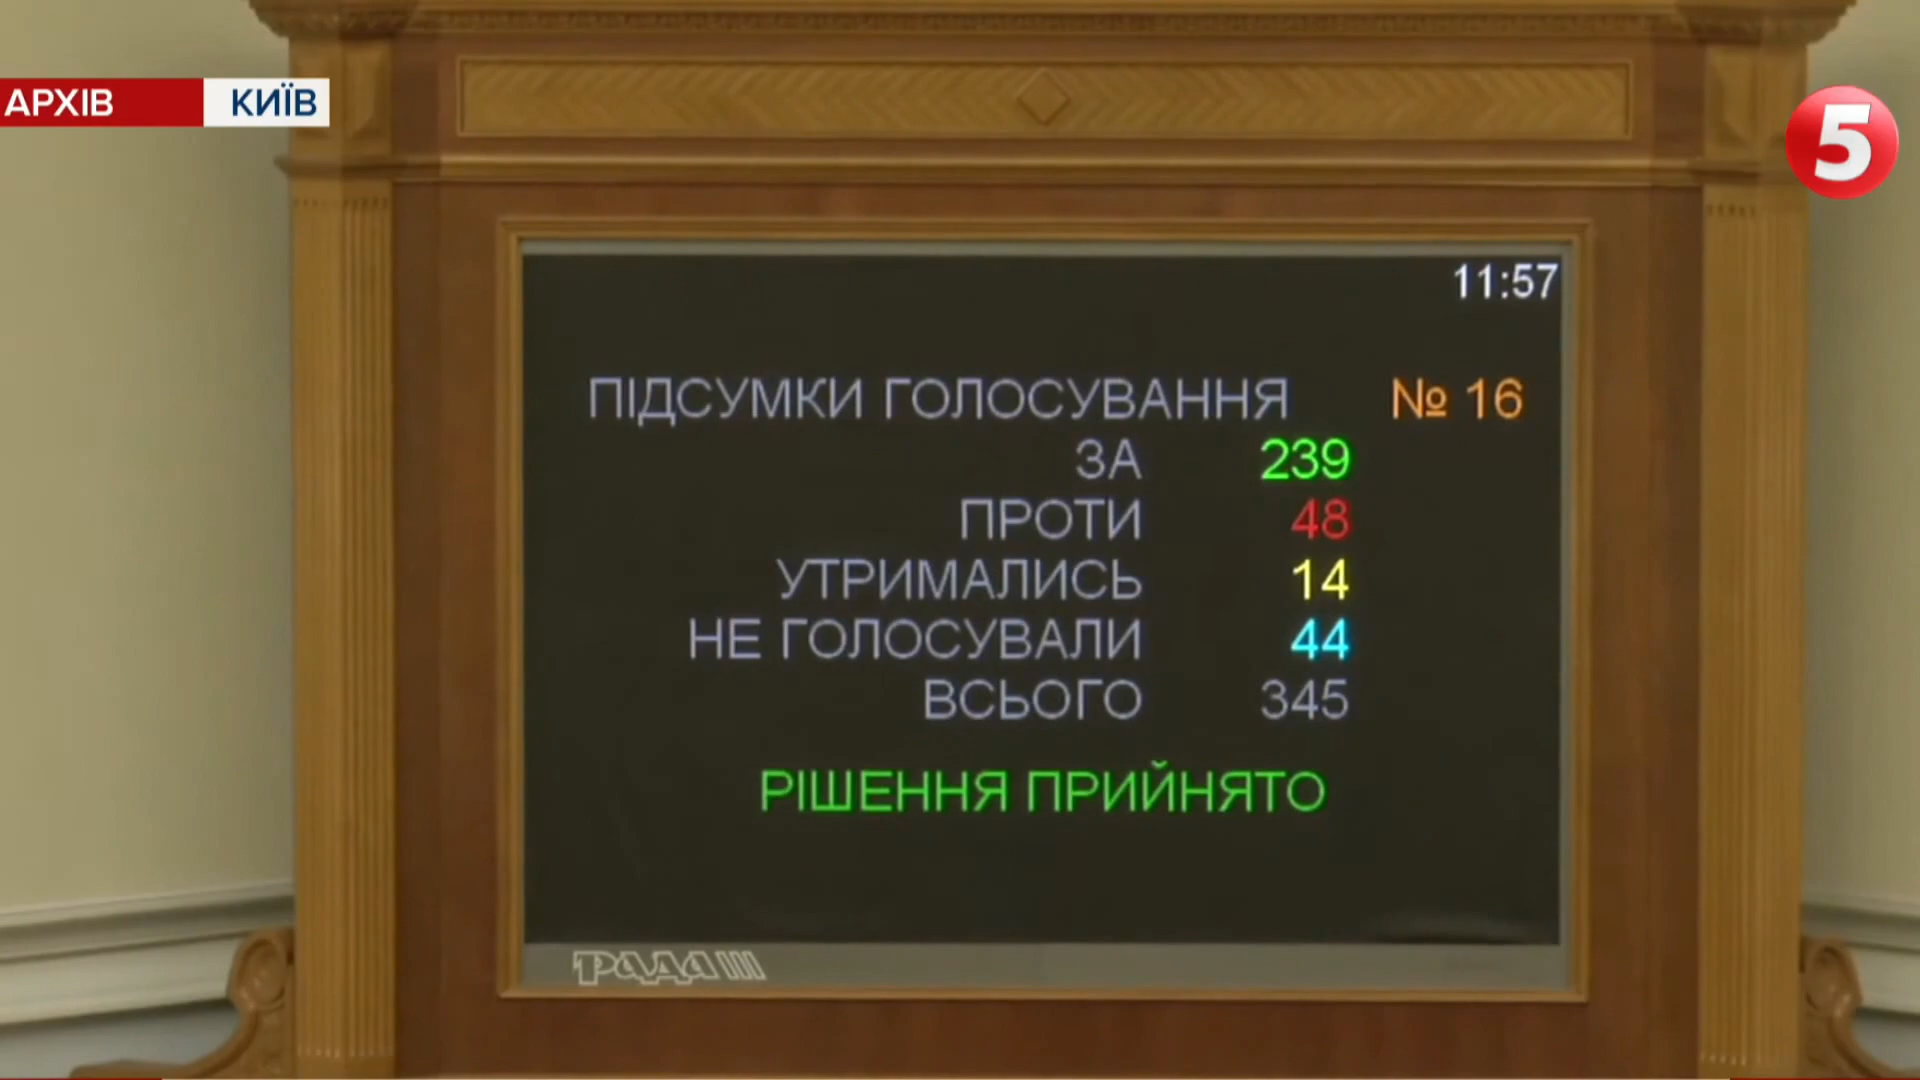 АРХІВ КИЇВ
5
11:57
ПІДСУМКИ ГОЛОСУВАННЯ № 16
ЗА 239
ПРОТИ 48
УТРИМАЛИСЬ 14
НЕ ГОЛОСУВАЛИ 44
ВСЬОГО 345
РІШЕННЯ ПРИЙНЯТО
РАДА III